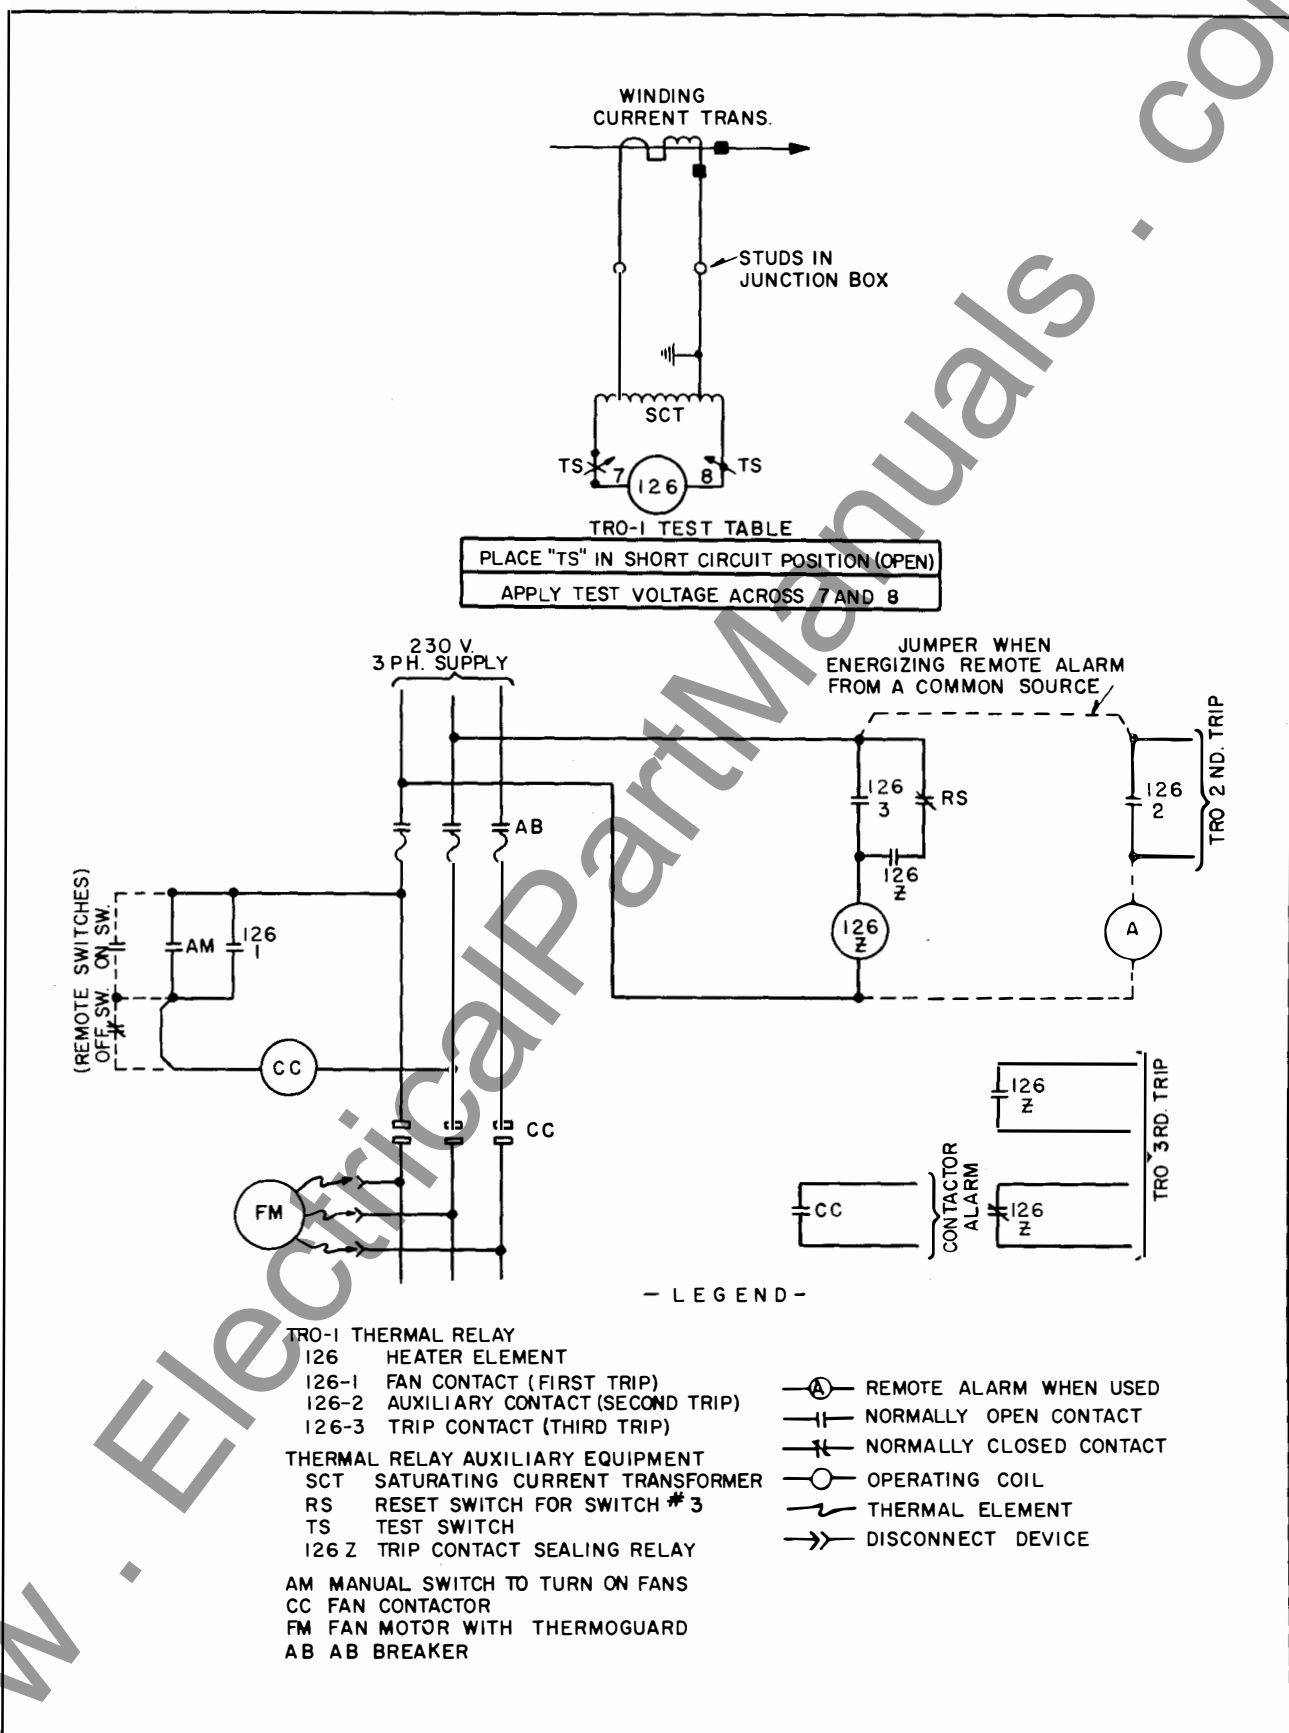 WINDING
CURRENT TRANS.
STUDS IN
JUNCTION BOX
SCT
TS
7
126
8
TS
TRO-1 TEST TABLE
PLACE "TS" IN SHORT CIRCUIT POSITION (OPEN)
APPLY TEST VOLTAGE ACROSS 7 AND 8
230 V.
3 PH. SUPPLY
JUMPER WHEN
ENERGIZING REMOTE ALARM
FROM A COMMON SOURCE
AB
126
3
RS
126
Z
126
Z
126
2
TRO 2 ND. TRIP
A
(REMOTE SWITCHES)
OFF SW. ON SW.
AM
126
1
CC
CC
FM
126
Z
TRO 3RD. TRIP
CC
CONTACTOR
ALARM
126
Z
- LEGEND -
TRO-1 THERMAL RELAY
126 HEATER ELEMENT
126-1 FAN CONTACT (FIRST TRIP)
126-2 AUXILIARY CONTACT (SECOND TRIP)
126-3 TRIP CONTACT (THIRD TRIP)
THERMAL RELAY AUXILIARY EQUIPMENT
SCT SATURATING CURRENT TRANSFORMER
RS RESET SWITCH FOR SWITCH #3
TS TEST SWITCH
126 Z TRIP CONTACT SEALING RELAY
AM MANUAL SWITCH TO TURN ON FANS
CC FAN CONTACTOR
FM FAN MOTOR WITH THERMOGUARD
AB AB BREAKER
A REMOTE ALARM WHEN USED
NORMALLY OPEN CONTACT
NORMALLY CLOSED CONTACT
OPERATING COIL
THERMAL ELEMENT
DISCONNECT DEVICE
w . ElectricalPartManuals . co